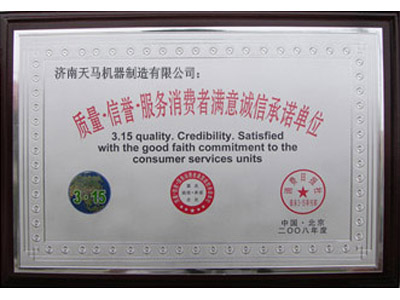 济南天马机器制造有限公司：
质量·信誉·服务消费者满意诚信承诺单位
3.15 quality. Credibility. Satisfied
with the good faith commitment to the
consumer services units
3·15
中国·北京
二〇〇八年度